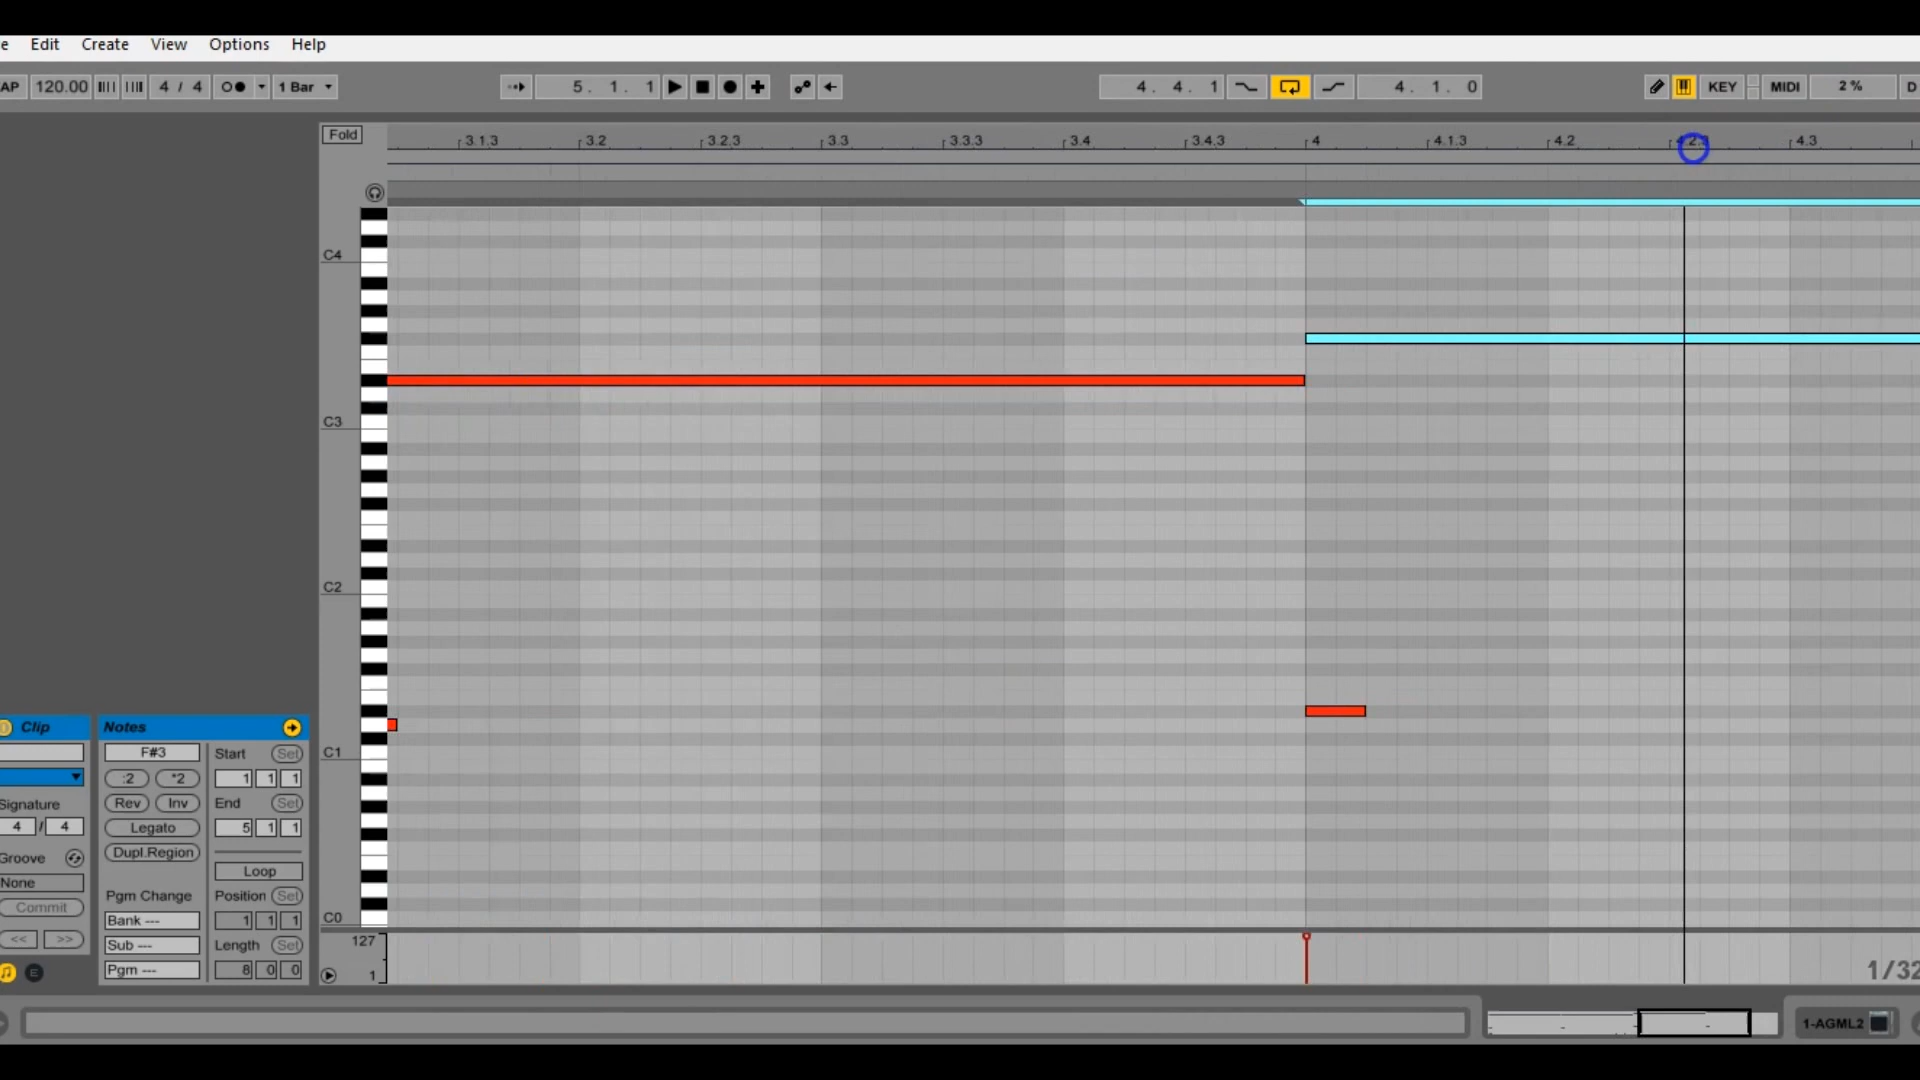 e Edit Create View Options Help
AP 120.00 4 / 4 1 Bar 5. 1. 1 4. 4. 1 4. 1. 0 KEY MIDI 2 % D
Fold 3.1.3 3.2 3.2.3 3.3 3.3.3 3.4 3.4.3 4 4.1.3 4.2 4.3
C4
C3
C2
C1
C0
127
1
1/32
Clip
Signature
4 / 4
Groove
None
Commit
<< >>
E
Notes
F#3 Start Set
:2 *2 1 1 1
Rev Inv End Set
Legato 5 1 1
Dupl.Region
Loop
Pgm Change Position Set
Bank --- 1 1 1
Sub --- Length Set
Pgm --- 8 0 0
1-AGML2